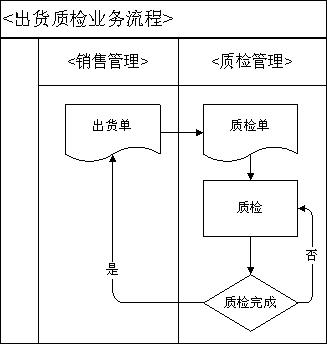 <出货质检业务流程>
<销售管理>
<质检管理>
出货单
质检单
质检
是
否
质检完成